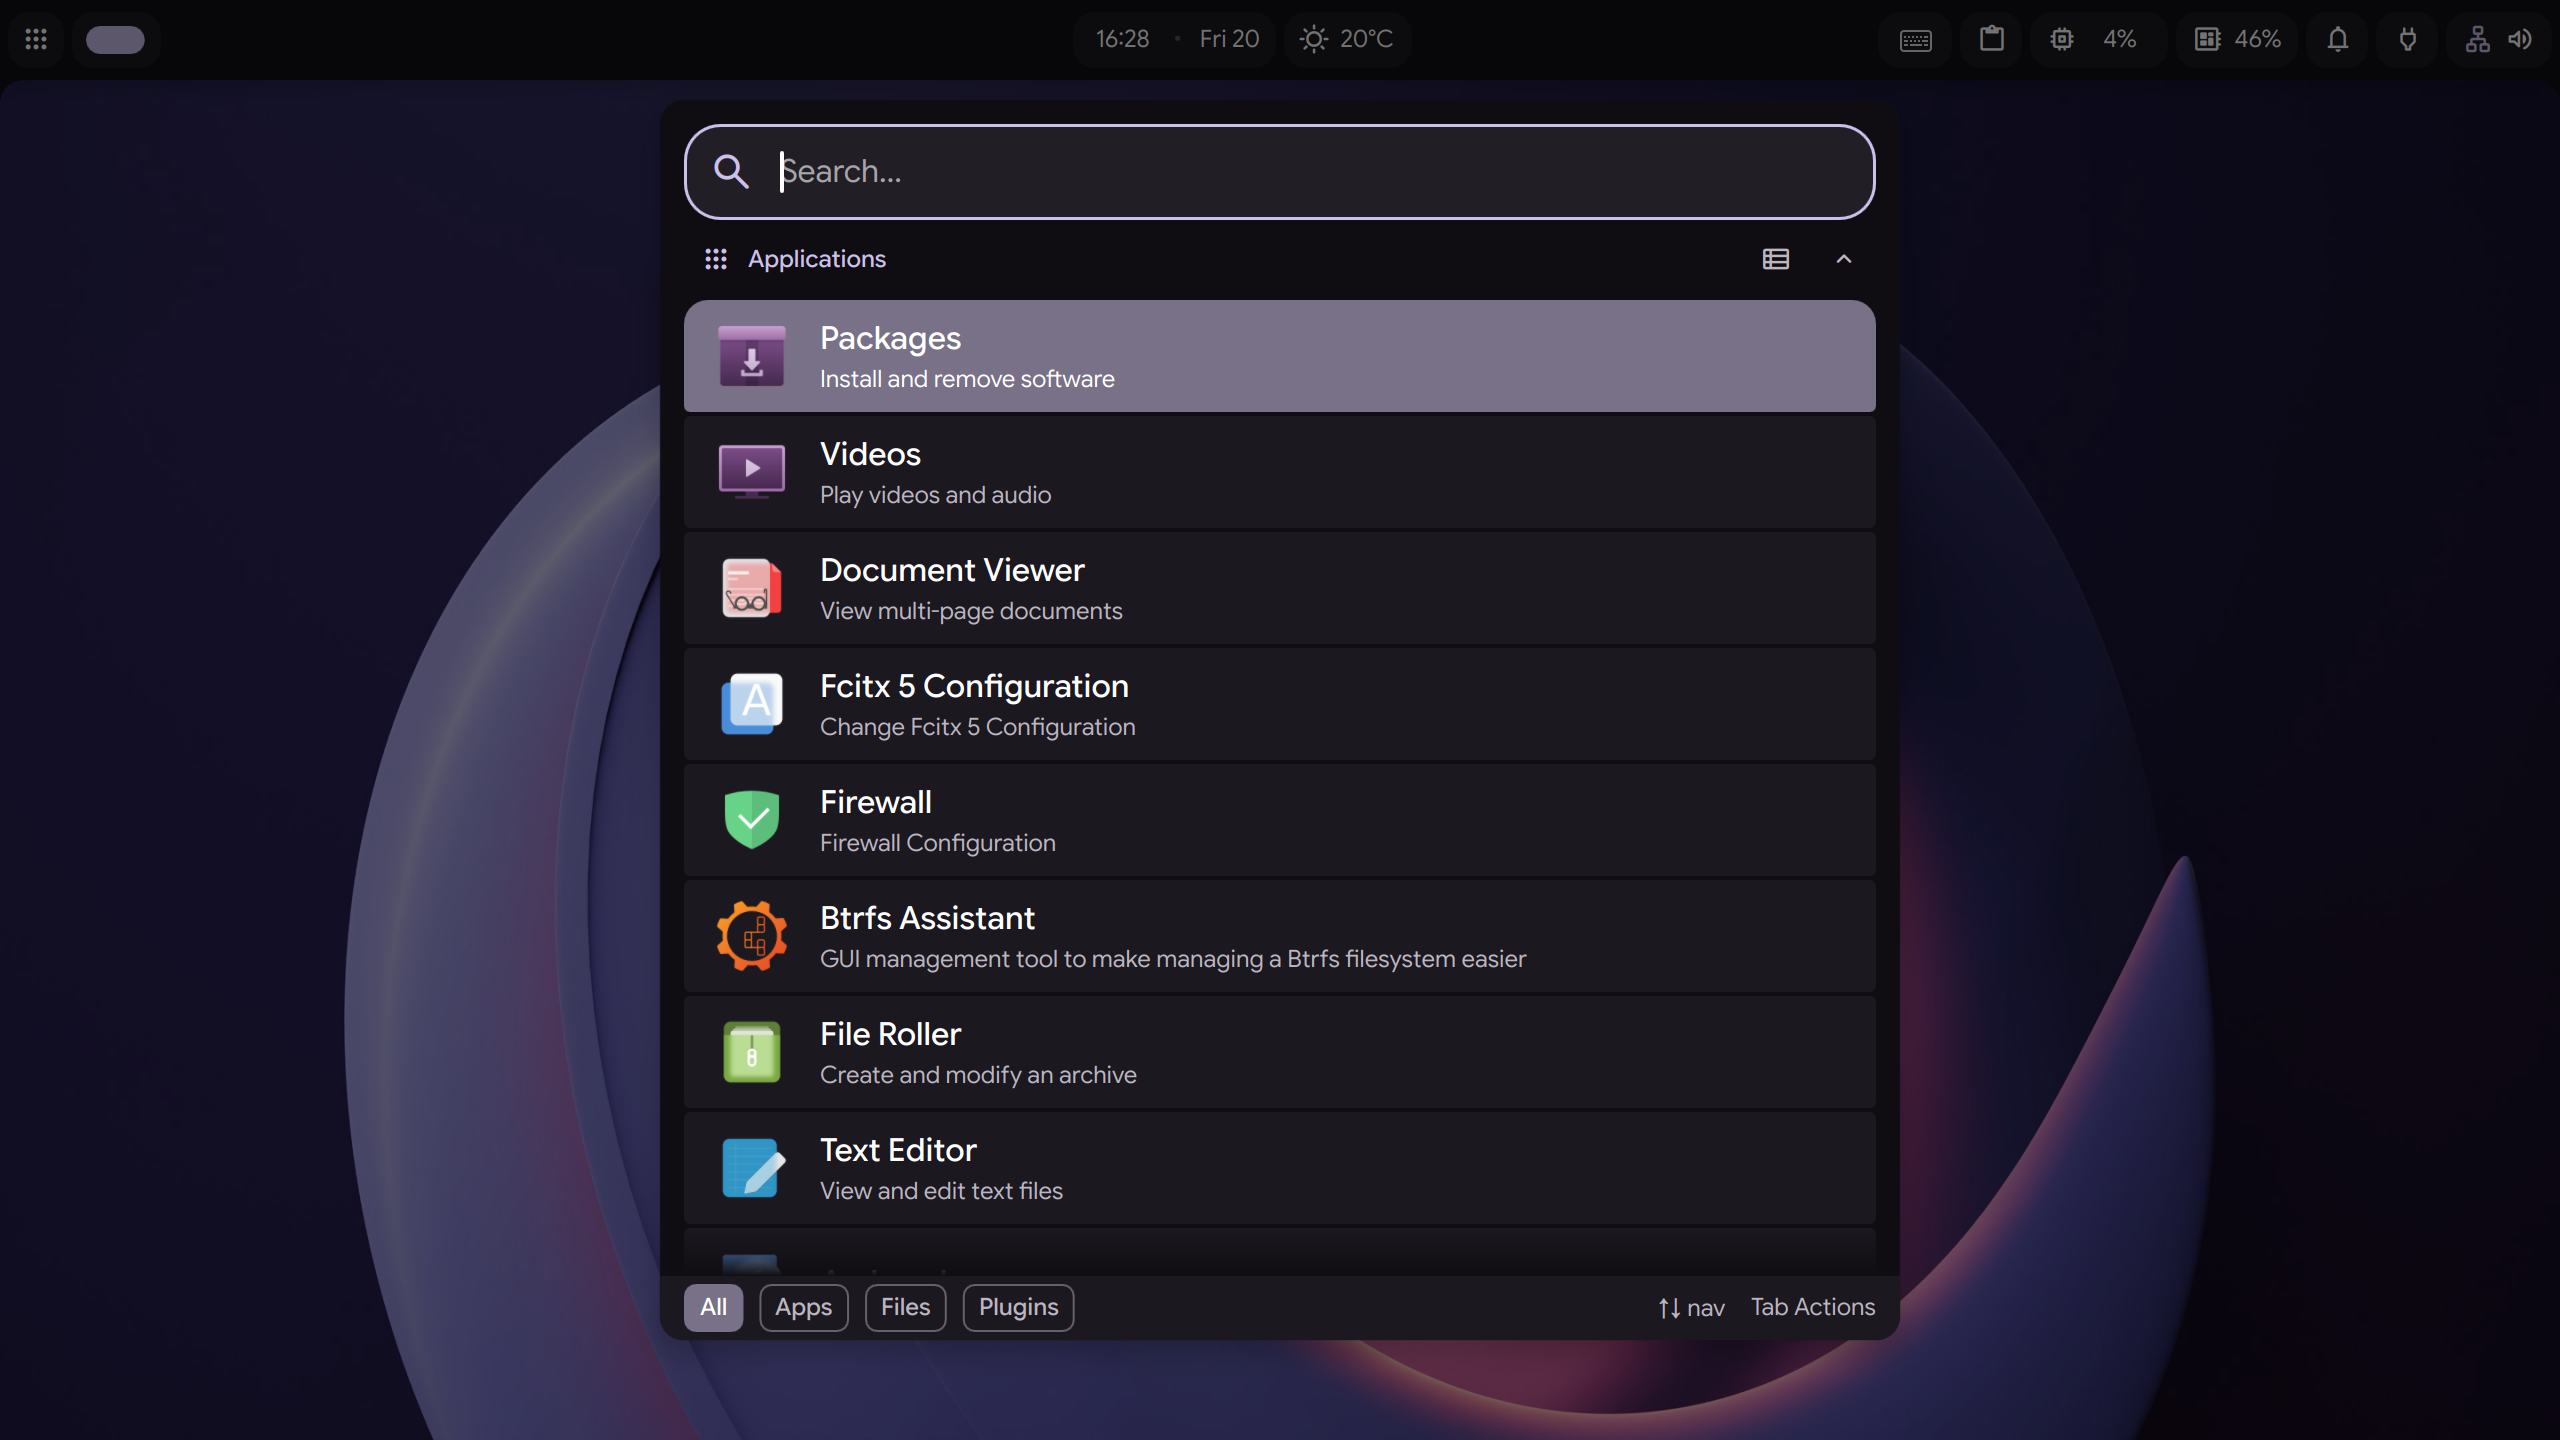 16:28 · Fri 20
20°C
4%
46%
Search...
Applications
Packages
Install and remove software
Videos
Play videos and audio
Document Viewer
View multi-page documents
A
Fcitx 5 Configuration
Change Fcitx 5 Configuration
Firewall
Firewall Configuration
Btrfs Assistant
GUI management tool to make managing a Btrfs filesystem easier
File Roller
Create and modify an archive
Text Editor
View and edit text files
All Apps Files Plugins ↑↓ nav Tab Actions